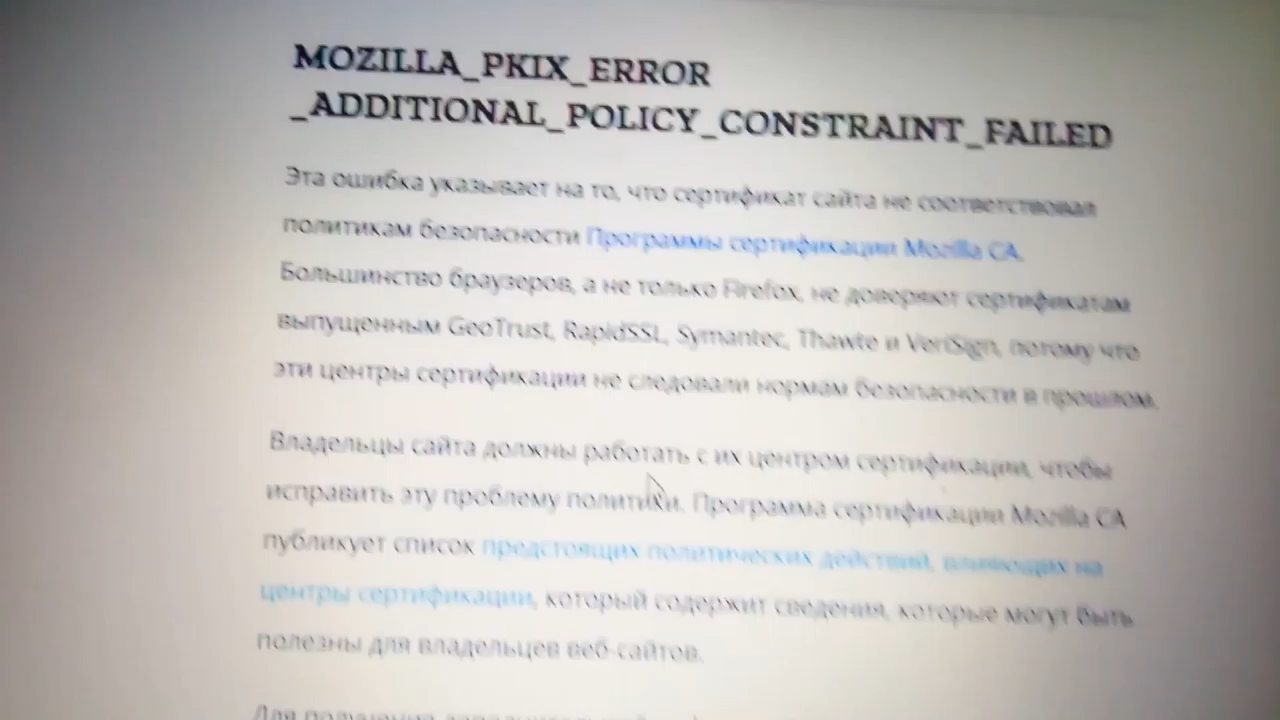 MOZILLA_PKIX_ERROR
_ADDITIONAL_POLICY_CONSTRAINT_FAILED
Эта ошибка указывает на то, что сертификат сайта не соответствовал
политикам безопасности Программы сертификации Mozilla CA.
Большинство браузеров, а не только Firefox, не доверяют сертификатам
выпущенным GeoTrust, RapidSSL, Symantec, Thawte и VeriSign, потому что
эти центры сертификации не следовали нормам безопасности в прошлом.
Владельцы сайта должны работать с их центром сертификации, чтобы
исправить эту проблему политики. Программа сертификации Mozilla CA
публикует список предстоящих политических действий, влияющих на
центры сертификации, который содержит сведения, которые могут быть
полезны для владельцев веб-сайтов.
Для получения